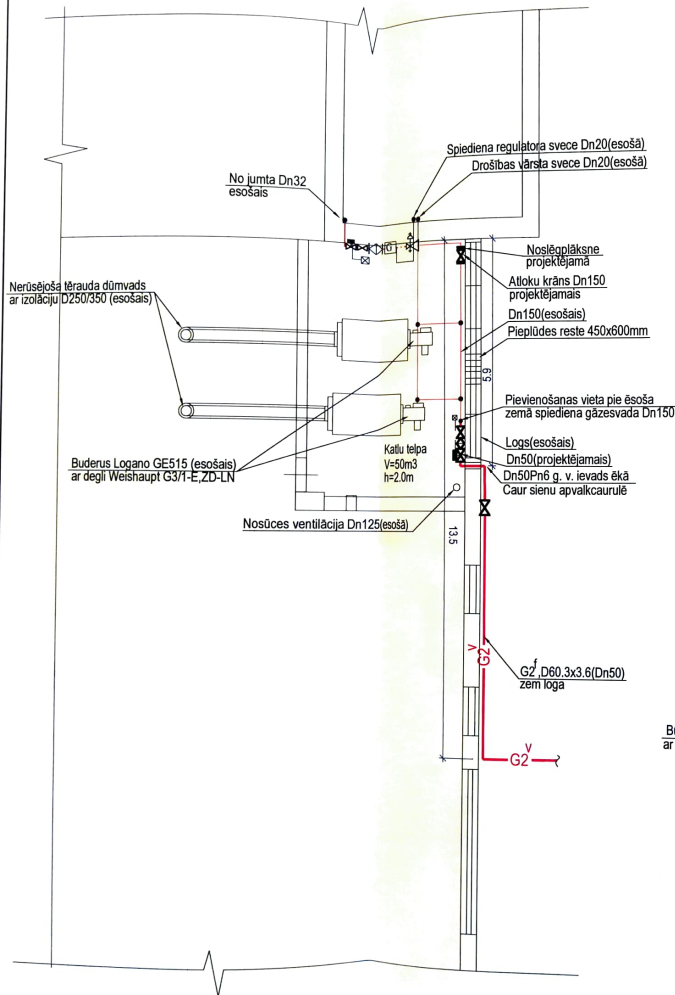 Spiediena regulatora svece Dn20(esošā)
Drošības vārsta svece Dn20(esošā)
No jumta Dn32
esošais
Noslēgplāksne
projektējamā
Atloku krāns Dn150
projektējamais
Nerūsējoša tērauda dūmvads
ar izolāciju D250/350 (esošais)
Dn150(esošais)
Pieplūdes reste 450x600mm
5.9
G
Pievienošanas vieta pie ēsoša
zemā spiediena gāzesvada Dn150
Logs(esošais)
Katlu telpa
V=50m3
h=2.0m
Dn50(projektējamais)
Buderus Logano GE515 (esošais)
ar degli Weishaupt G3/1-E,ZD-LN
Dn50Pn6 g. v. ievads ēkā
Caur sienu apvalkcaurulē
Nosūces ventilācija Dn125(esošā)
13.5
G2 v
G2f,D60.3x3.6(Dn50)
zem loga
G2 v
ar